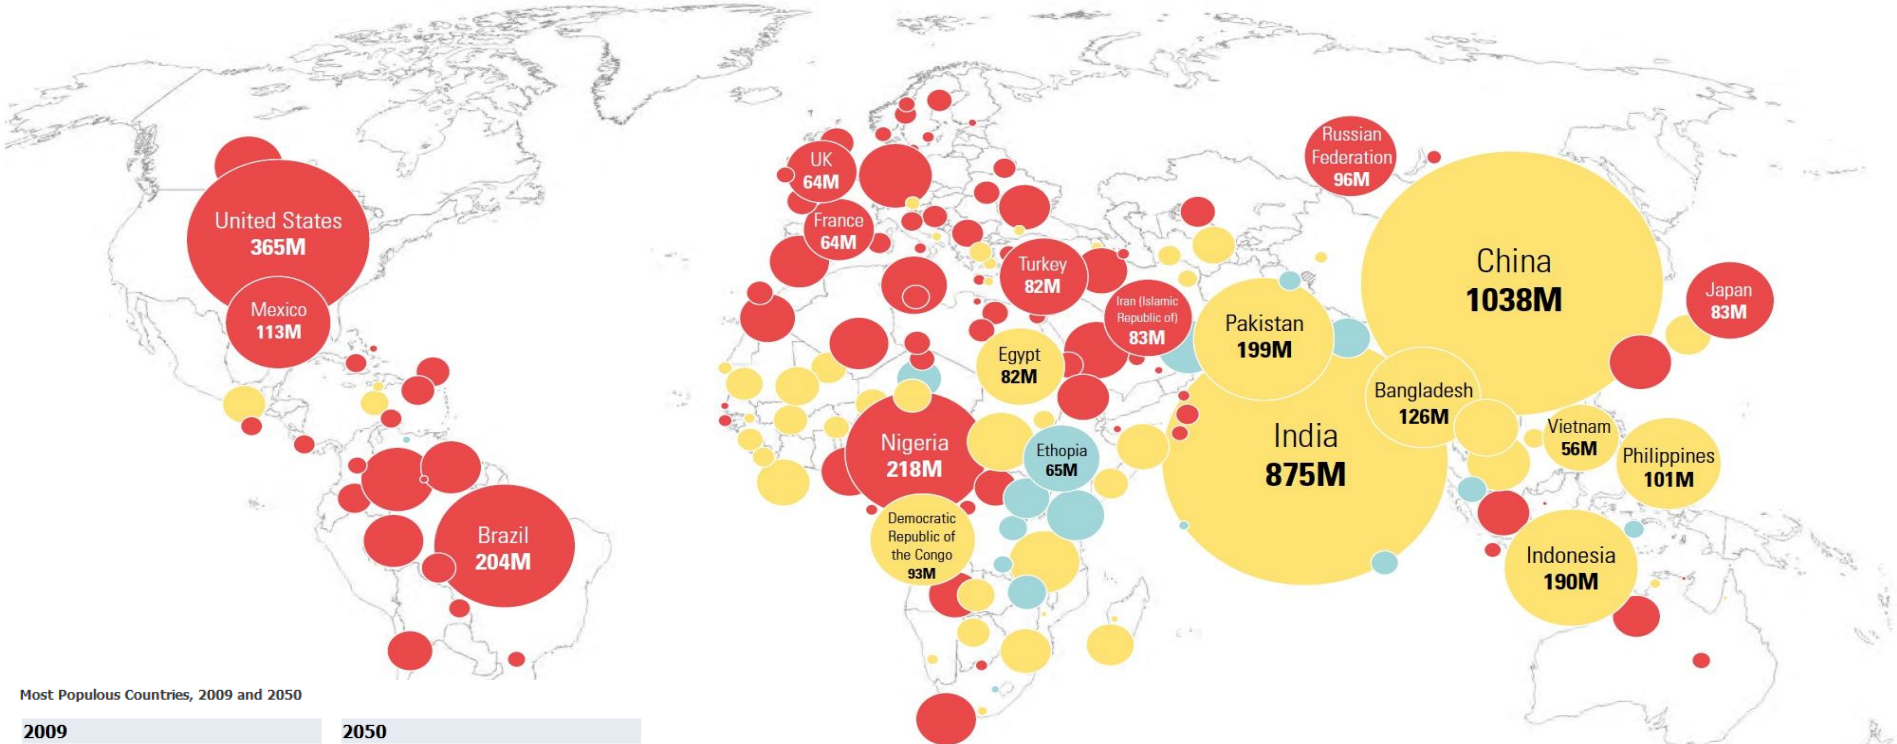 United States
365M
Mexico
113M
Brazil
204M
UK
64M
France
64M
Turkey
82M
Iran (Islamic
Republic of)
83M
Egypt
82M
Nigeria
218M
Ethopia
65M
Democratic
Republic of
the Congo
93M
Russian
Federation
96M
China
1038M
Japan
83M
Pakistan
199M
Bangladesh
126M
India
875M
Vietnam
56M
Philippines
101M
Indonesia
190M
Most Populous Countries, 2009 and 2050
2009
2050